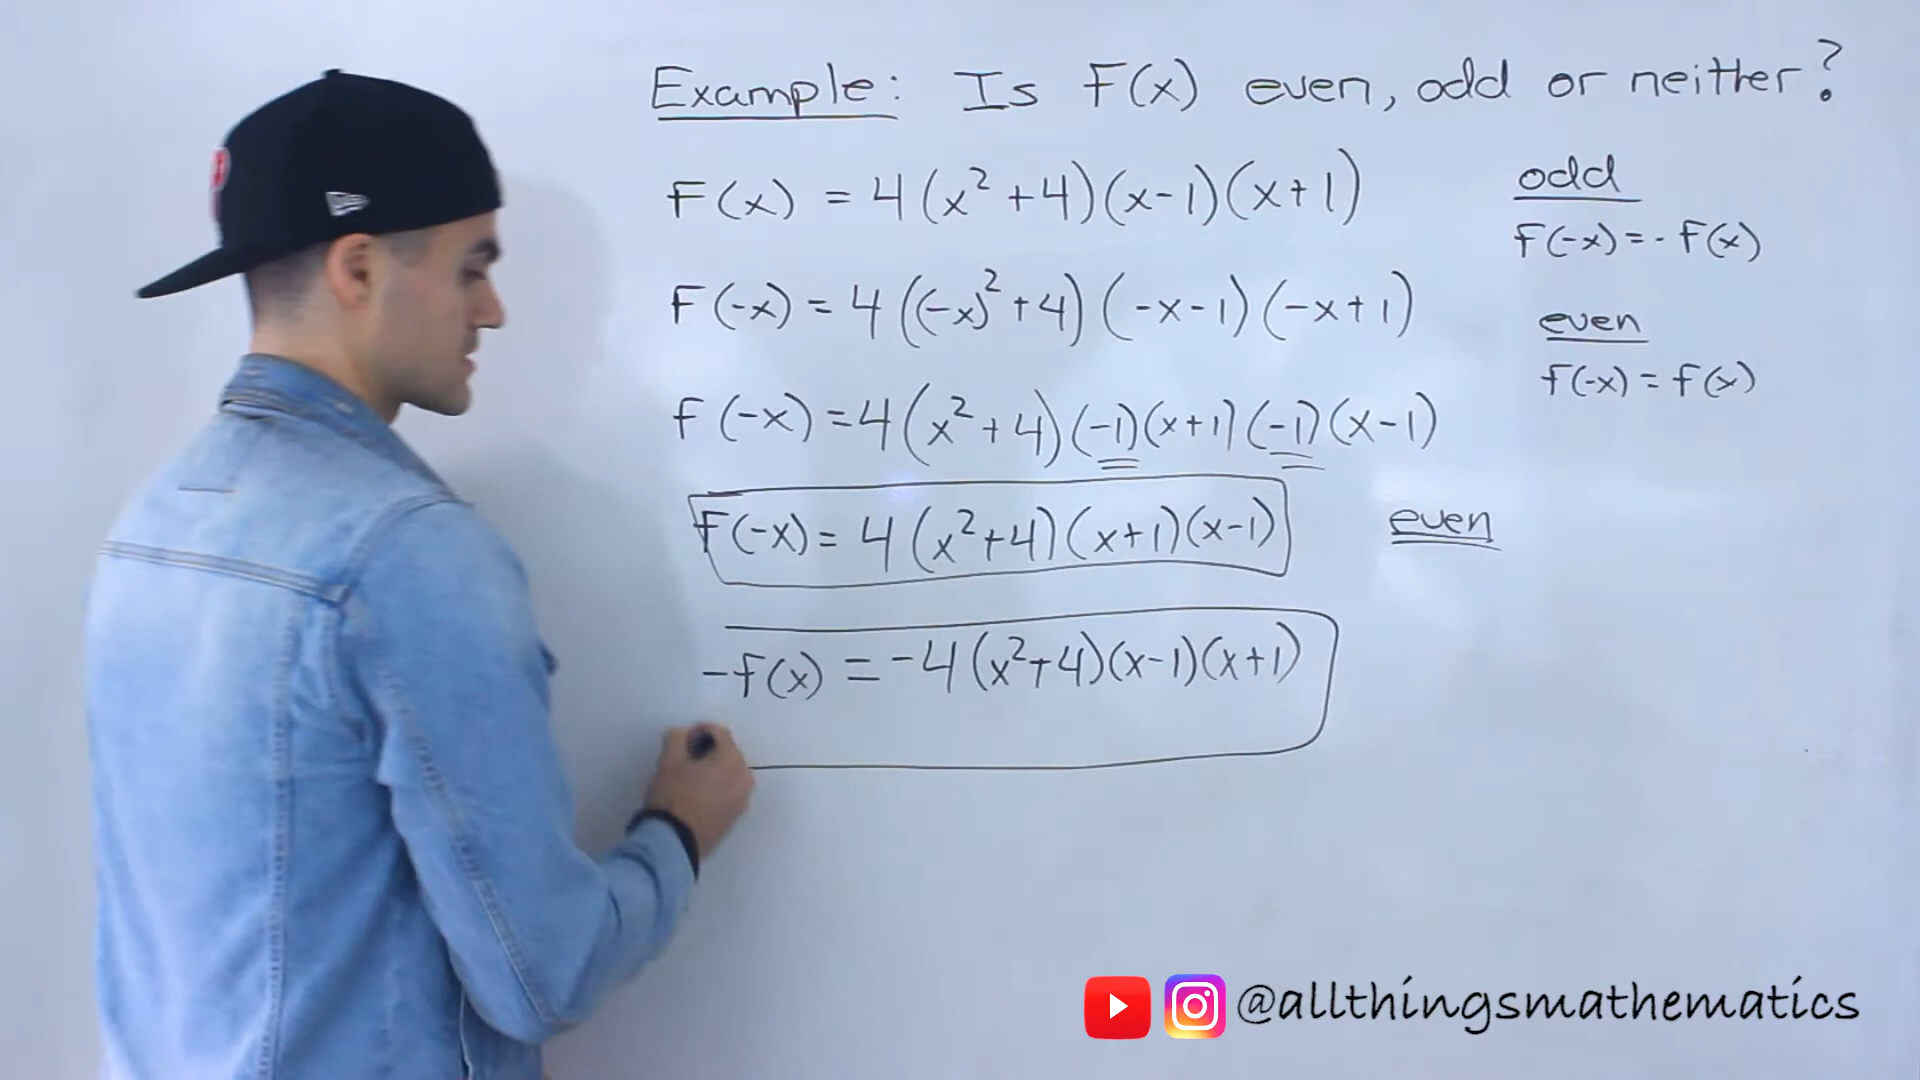 Example: Is F(x) even, odd or neither?
F(x) = 4(x²+4)(x-1)(x+1)
odd
f(-x) = - F(x)
F(-x) = 4((-x)²+4)(-x-1)(-x+1)
even
f(-x) = f(x)
f(-x) = 4(x²+4)(-1)(x+1)(-1)(x-1)
F(-x) = 4(x²+4)(x+1)(x-1)
even
-f(x) = -4(x²+4)(x-1)(x+1)
@allthingsmathematics